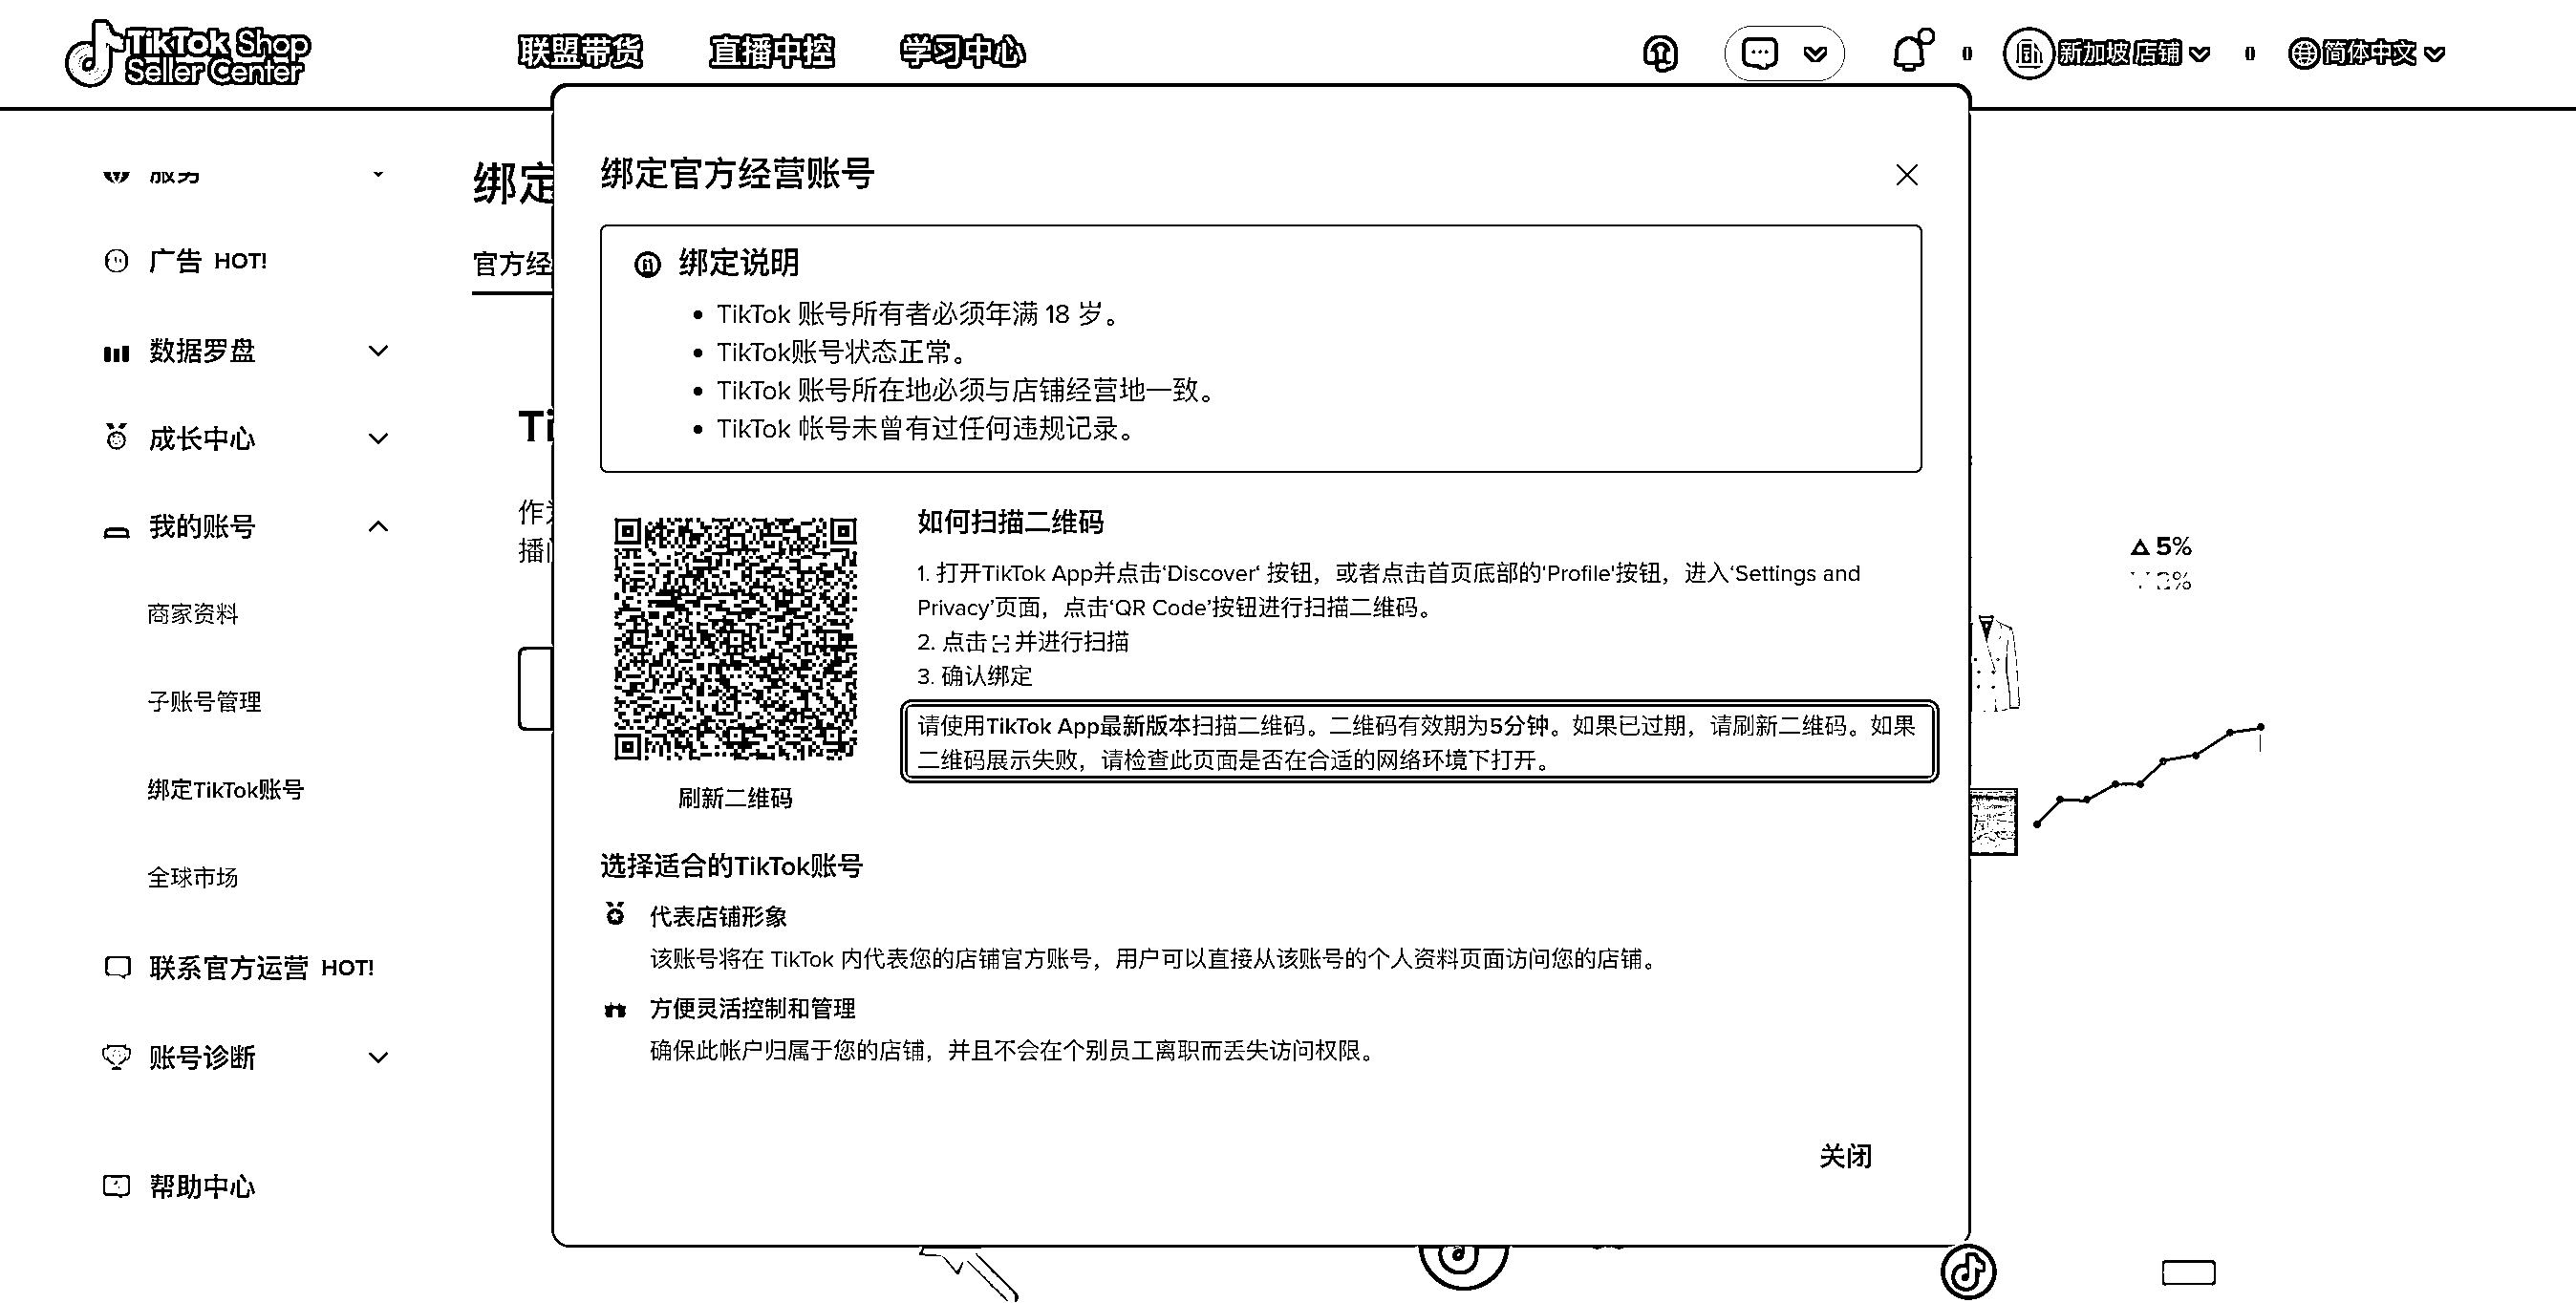 TikTok Shop
Seller Center
联盟带货
直播中控
学习中心
新加坡 店铺
简体中文
服务
广告 HOT!
数据罗盘
成长中心
我的账号
商家资料
子账号管理
绑定TikTok账号
全球市场
联系官方运营 HOT!
账号诊断
帮助中心
绑定
官方经
Ti
播
绑定官方经营账号
绑定说明
TikTok 账号所有者必须年满 18 岁。
TikTok账号状态正常。
TikTok 账号所在地必须与店铺经营地一致。
TikTok 帐号未曾有过任何违规记录。
刷新二维码
如何扫描二维码
1. 打开TikTok App并点击‘Discover‘ 按钮，或者点击首页底部的‘Profile'按钮，进入‘Settings and
Privacy’页面，点击‘QR Code’按钮进行扫描二维码。
2. 点击 并进行扫描
3. 确认绑定
请使用TikTok App最新版本扫描二维码。二维码有效期为5分钟。如果已过期，请刷新二维码。如果
二维码展示失败，请检查此页面是否在合适的网络环境下打开。
选择适合的TikTok账号
代表店铺形象
该账号将在 TikTok 内代表您的店铺官方账号，用户可以直接从该账号的个人资料页面访问您的店铺。
方便灵活控制和管理
确保此帐户归属于您的店铺，并且不会在个别员工离职而丢失访问权限。
关闭
5%